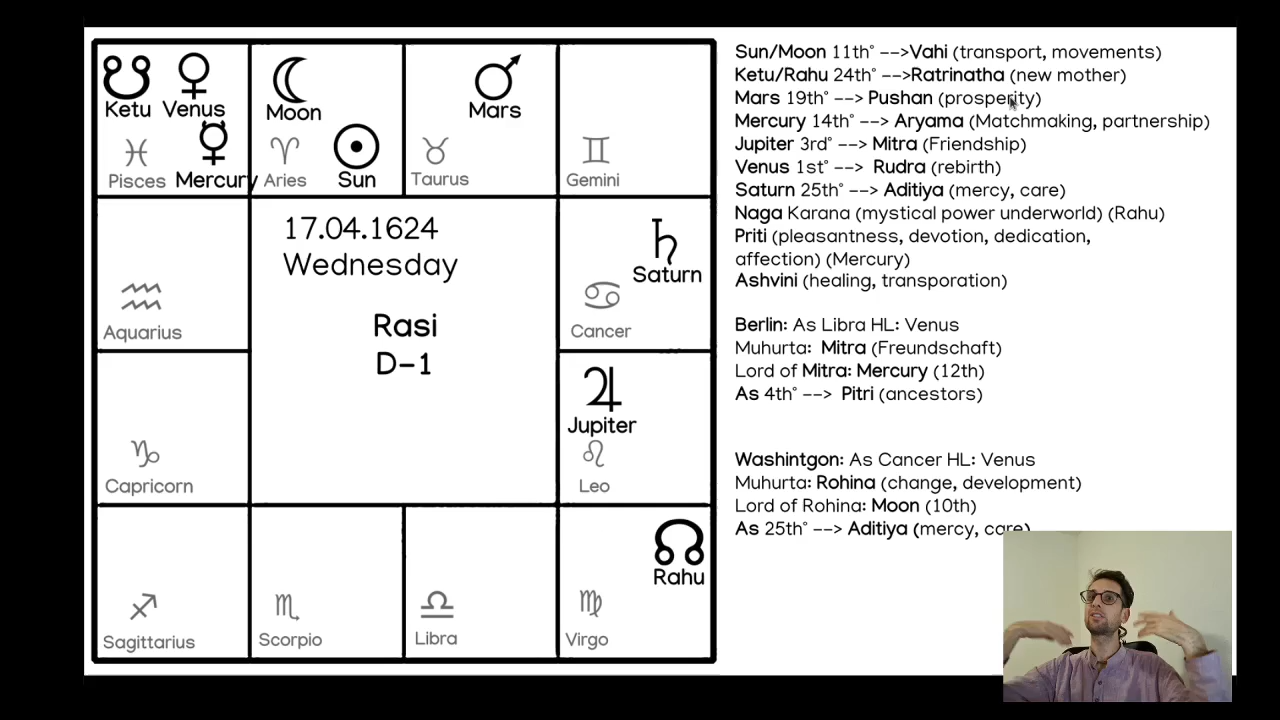 Ketu Venus
Moon
Mars
Pisces Mercury
Aries Sun
Taurus
Gemini
17.04.1624
Wednesday
Rasi
D-1
Saturn
Aquarius
Cancer
Jupiter
Capricorn
Leo
Rahu
Sagittarius
Scorpio
Libra
Virgo
Sun/Moon 11th° -->Vahi (transport, movements)
Ketu/Rahu 24th° -->Ratrinatha (new mother)
Mars 19th° --> Pushan (prosperity)
Mercury 14th° --> Aryama (Matchmaking, partnership)
Jupiter 3rd° --> Mitra (Friendship)
Venus 1st° --> Rudra (rebirth)
Saturn 25th° --> Aditiya (mercy, care)
Naga Karana (mystical power underworld) (Rahu)
Priti (pleasantness, devotion, dedication,
affection) (Mercury)
Ashvini (healing, transporation)
Berlin: As Libra HL: Venus
Muhurta: Mitra (Freundschaft)
Lord of Mitra: Mercury (12th)
As 4th° --> Pitri (ancestors)
Washintgon: As Cancer HL: Venus
Muhurta: Rohina (change, development)
Lord of Rohina: Moon (10th)
As 25th° --> Aditiya (mercy, care)